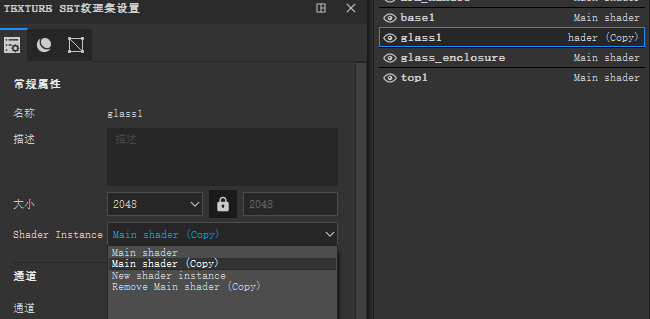 TEXTURE SET纹理集设置
常规属性
名称 glass1
描述 描述
大小 2048 2048
Shader Instance Main shader (Copy)
Main shader
Main shader (Copy)
New shader instance
Remove Main shader (Copy)
通道
通道
base1 Main shader
glass1 hader (Copy)
glass_enclosure Main shader
top1 Main shader